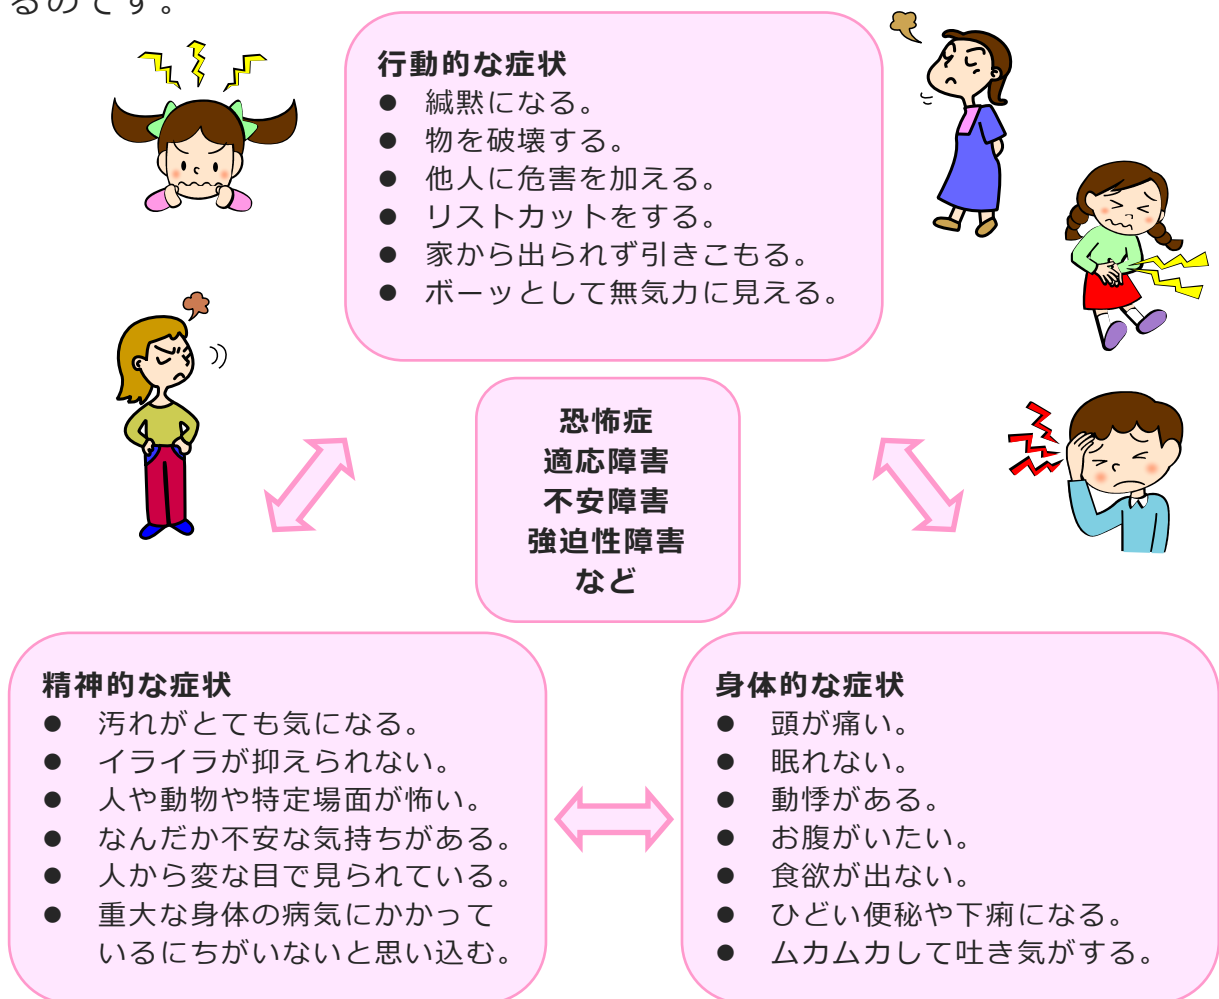 るのです。
行動的な症状
● 緘黙になる。
● 物を破壊する。
● 他人に危害を加える。
● リストカットをする。
● 家から出られず引きこもる。
● ボーッとして無気力に見える。
恐怖症
適応障害
不安障害
強迫性障害
など
精神的な症状
● 汚れがとても気になる。
● イライラが抑えられない。
● 人や動物や特定場面が怖い。
● なんだか不安な気持ちがある。
● 人から変な目で見られている。
● 重大な身体の病気にかかって
いるにちがいないと思い込む。
身体的な症状
● 頭が痛い。
● 眠れない。
● 動悸がある。
● お腹がいたい。
● 食欲が出ない。
● ひどい便秘や下痢になる。
● ムカムカして吐き気がする。